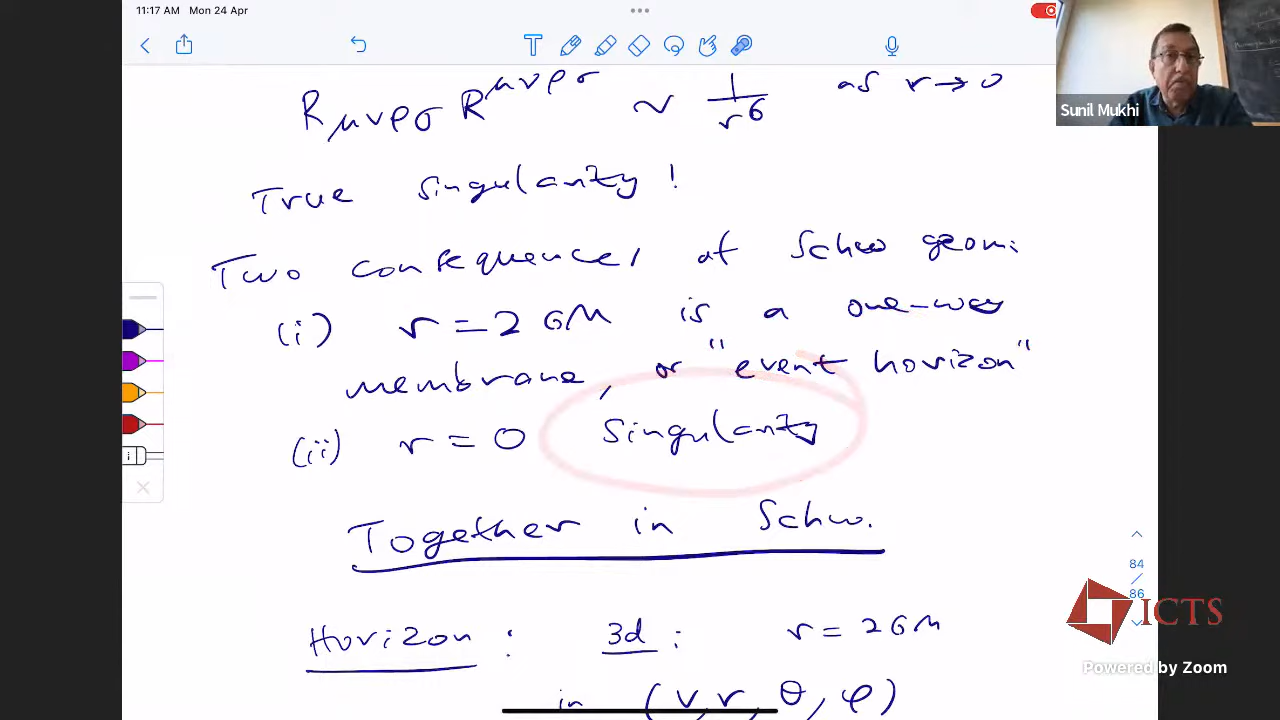 11:17 AM Mon 24 Apr
R_{μνρσ} R^{μνρσ} ~ 1/r^6 as r → 0
Sunil Mukhi
True singularity !
Two consequences of Schw geom:
(i) r = 2GM is a one-way
membrane, or "event horizon"
(ii) r = 0 Singularity
Together in Schw.
84
/
86
Horizon : 3d : r = 2GM
in (v, r, θ, φ)
ICTS
Powered by Zoom